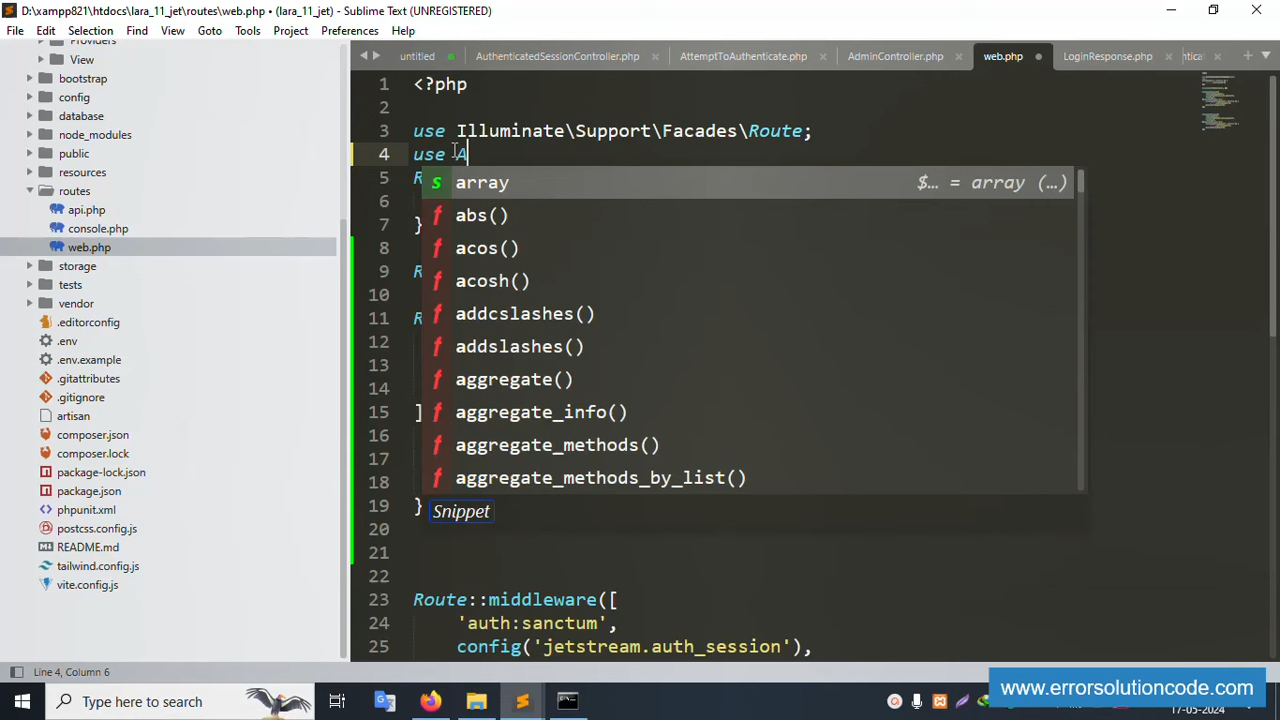 D:\xampp821\htdocs\lara_11_jet\routes\web.php • (lara_11_jet) - Sublime Text (UNREGISTERED)
File Edit Selection Find View Goto Tools Project Preferences Help
untitled AuthenticatedSessionController.php AttemptToAuthenticate.php AdminController.php web.php LoginResponse.php
Providers
View
bootstrap
config
database
node_modules
public
resources
routes
api.php
console.php
web.php
storage
tests
vendor
.editorconfig
.env
.env.example
.gitattributes
.gitignore
artisan
composer.json
composer.lock
package-lock.json
package.json
phpunit.xml
postcss.config.js
README.md
tailwind.config.js
vite.config.js
1 <?php
2
3 use Illuminate\Support\Facades\Route;
4 use A
5 R
6
7 }
8
9 R
10
11 R
12
13
14
15 ]
16
17
18
19 }
20
21
22
23 Route::middleware([
24 'auth:sanctum',
25 config('jetstream.auth_session'),
s array $… = array (…)
f abs()
f acos()
f acosh()
f addcslashes()
f addslashes()
f aggregate()
f aggregate_info()
f aggregate_methods()
f aggregate_methods_by_list()
Snippet
Line 4, Column 6
Type here to search
www.errorsolutioncode.com
17-05-2024